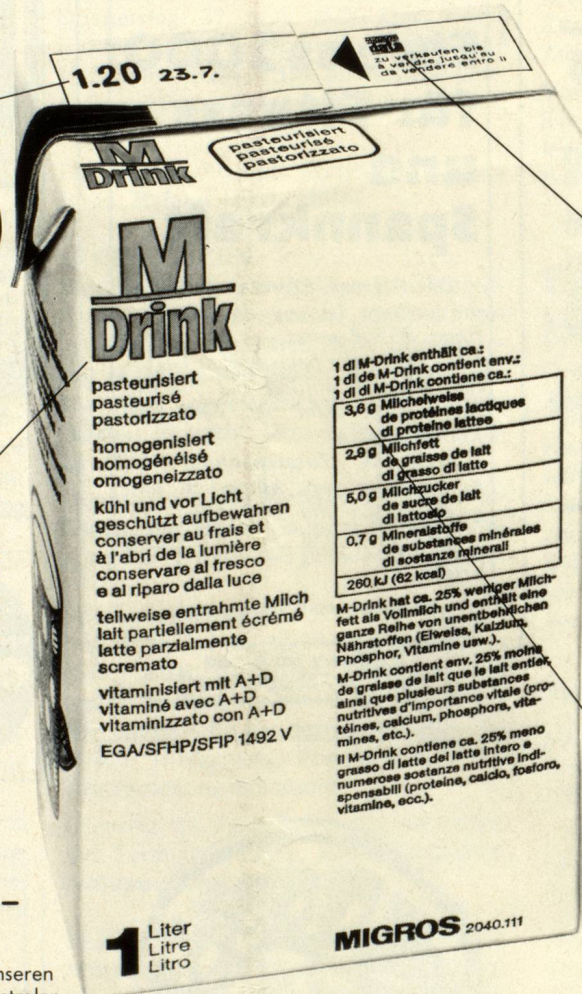 1.20 23.7.
MIGROS
data
zu verkaufen bis
à vendre jusqu'au
da vendere entro il
M
Drink
pasteurisiert
pasteurisé
pastorizzato
M
Drink
pasteurisiert
pasteurisé
pastorizzato
homogenisiert
homogénéisé
omogeneizzato
kühl und vor Licht
geschützt aufbewahren
conserver au frais et
à l'abri de la lumière
conservare al fresco
e al riparo dalla luce
teilweise entrahmte Milch
lait partiellement écrémé
latte parzialmente
scremato
vitaminisiert mit A+D
vitaminé avec A+D
vitaminizzato con A+D
EGA/SFHP/SFIP 1492 V
1 dl M-Drink enthält ca.:
1 dl de M-Drink contient env.:
1 dl di M-Drink contiene ca.:
3,6 g Milcheiweiss
de protéines lactiques
di proteine lattee
2,9 g Milchfett
de graisse de lait
di grasso di latte
5,0 g Milchzucker
de sucre de lait
di lattosio
0,7 g Mineralstoffe
de substances minérales
di sostanze minerali
260 kJ (62 kcal)
M-Drink hat ca. 25% weniger Milch-
fett als Vollmilch und enthält eine
ganze Reihe von unentbehrlichen
Nährstoffen (Eiweiss, Kalzium,
Phosphor, Vitamine usw.).
M-Drink contient env. 25% moins
de graisse de lait que le lait entier,
ainsi que plusieurs substances
nutritives d'importance vitale (pro-
téines, calcium, phosphore, vita-
mines, etc.).
Il M-Drink contiene ca. 25% meno
grasso di latte del latte intero e
numerose sostanze nutritive indi-
spensabili (proteine, calcio, fosforo,
vitamine, ecc.).
1 Liter
Litre
Litro
MIGROS 2040.111
nseren